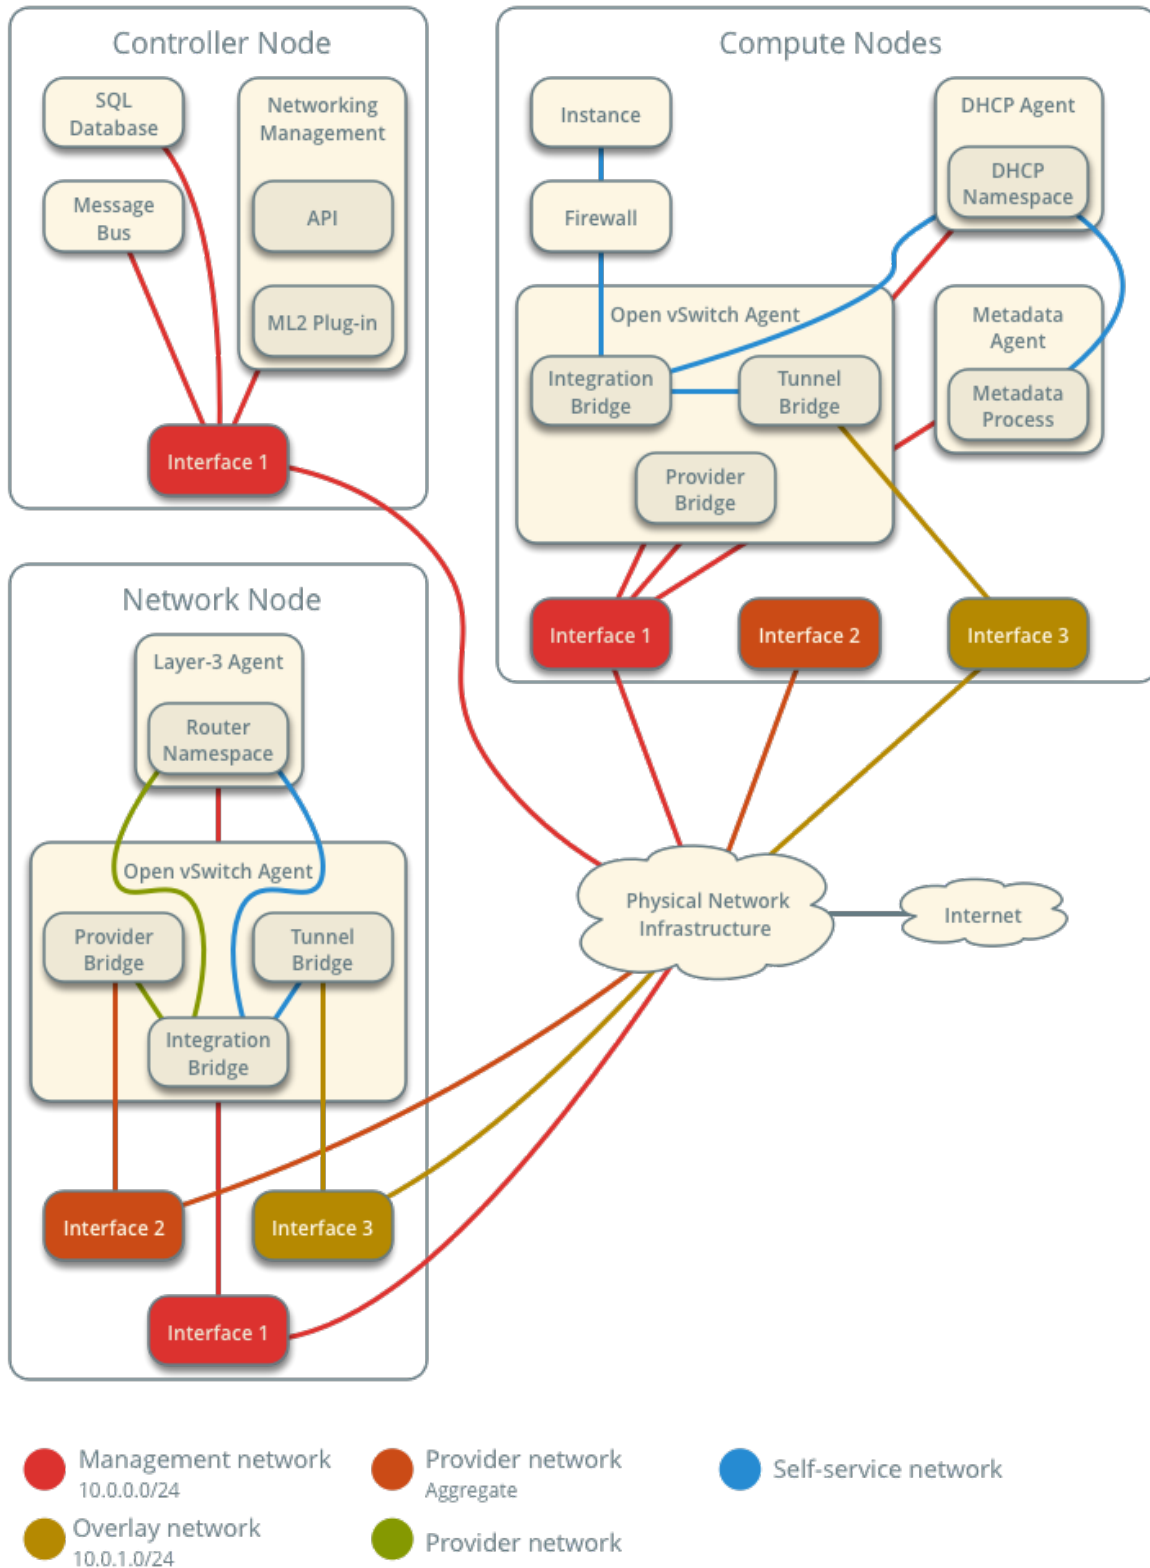 Controller Node
SQL
Database
Networking
Management
Message
Bus
API
ML2 Plug-in
Interface 1
Compute Nodes
Instance
DHCP Agent
DHCP
Namespace
Firewall
Open vSwitch Agent
Metadata
Agent
Integration
Bridge
Tunnel
Bridge
Metadata
Process
Provider
Bridge
Interface 1
Interface 2
Interface 3
Network Node
Layer-3 Agent
Router
Namespace
Open vSwitch Agent
Provider
Bridge
Tunnel
Bridge
Integration
Bridge
Interface 2
Interface 3
Interface 1
Physical Network
Infrastructure
Internet
Management network
10.0.0.0/24
Provider network
Aggregate
Self-service network
Overlay network
10.0.1.0/24
Provider network